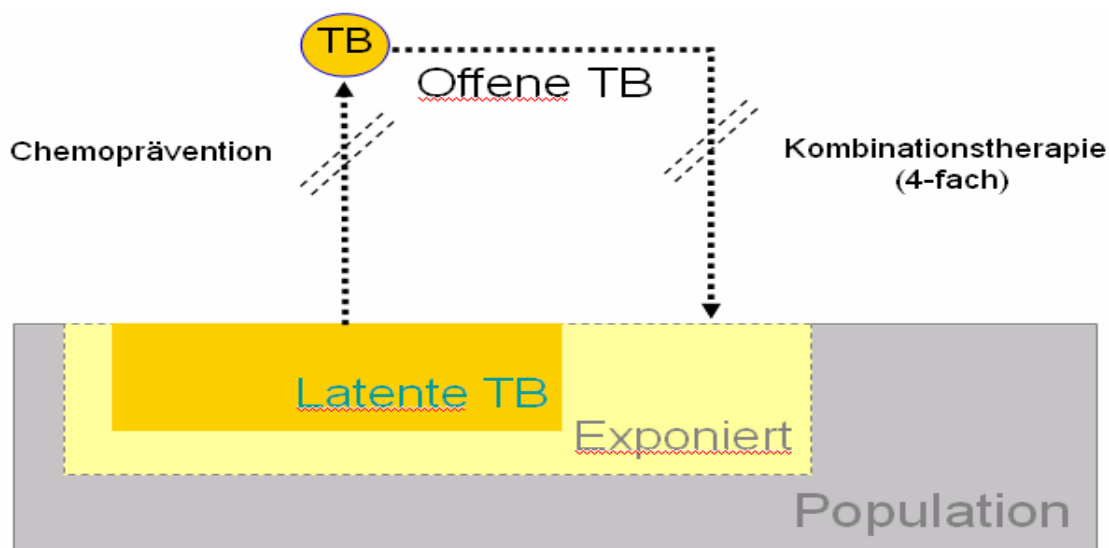 TB
Offene TB
Chemoprävention
Kombinationstherapie
(4-fach)
Latente TB
Exponiert
Population